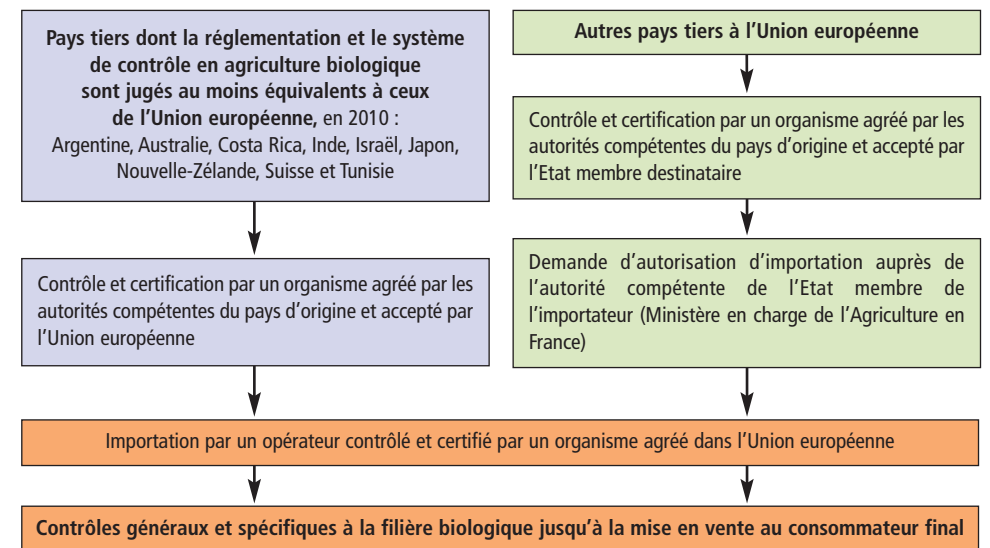 Pays tiers dont la réglementation et le système
de contrôle en agriculture biologique
sont jugés au moins équivalents à ceux
de l'Union européenne, en 2010 :
Argentine, Australie, Costa Rica, Inde, Israël, Japon,
Nouvelle-Zélande, Suisse et Tunisie
Contrôle et certification par un organisme agréé par les
autorités compétentes du pays d'origine et accepté par
l'Union européenne
Autres pays tiers à l'Union européenne
Contrôle et certification par un organisme agréé par les
autorités compétentes du pays d'origine et accepté par
l'Etat membre destinataire
Demande d'autorisation d'importation auprès de
l'autorité compétente de l'Etat membre de
l'importateur (Ministère en charge de l'Agriculture en
France)
Importation par un opérateur contrôlé et certifié par un organisme agréé dans l'Union européenne
Contrôles généraux et spécifiques à la filière biologique jusqu'à la mise en vente au consommateur final